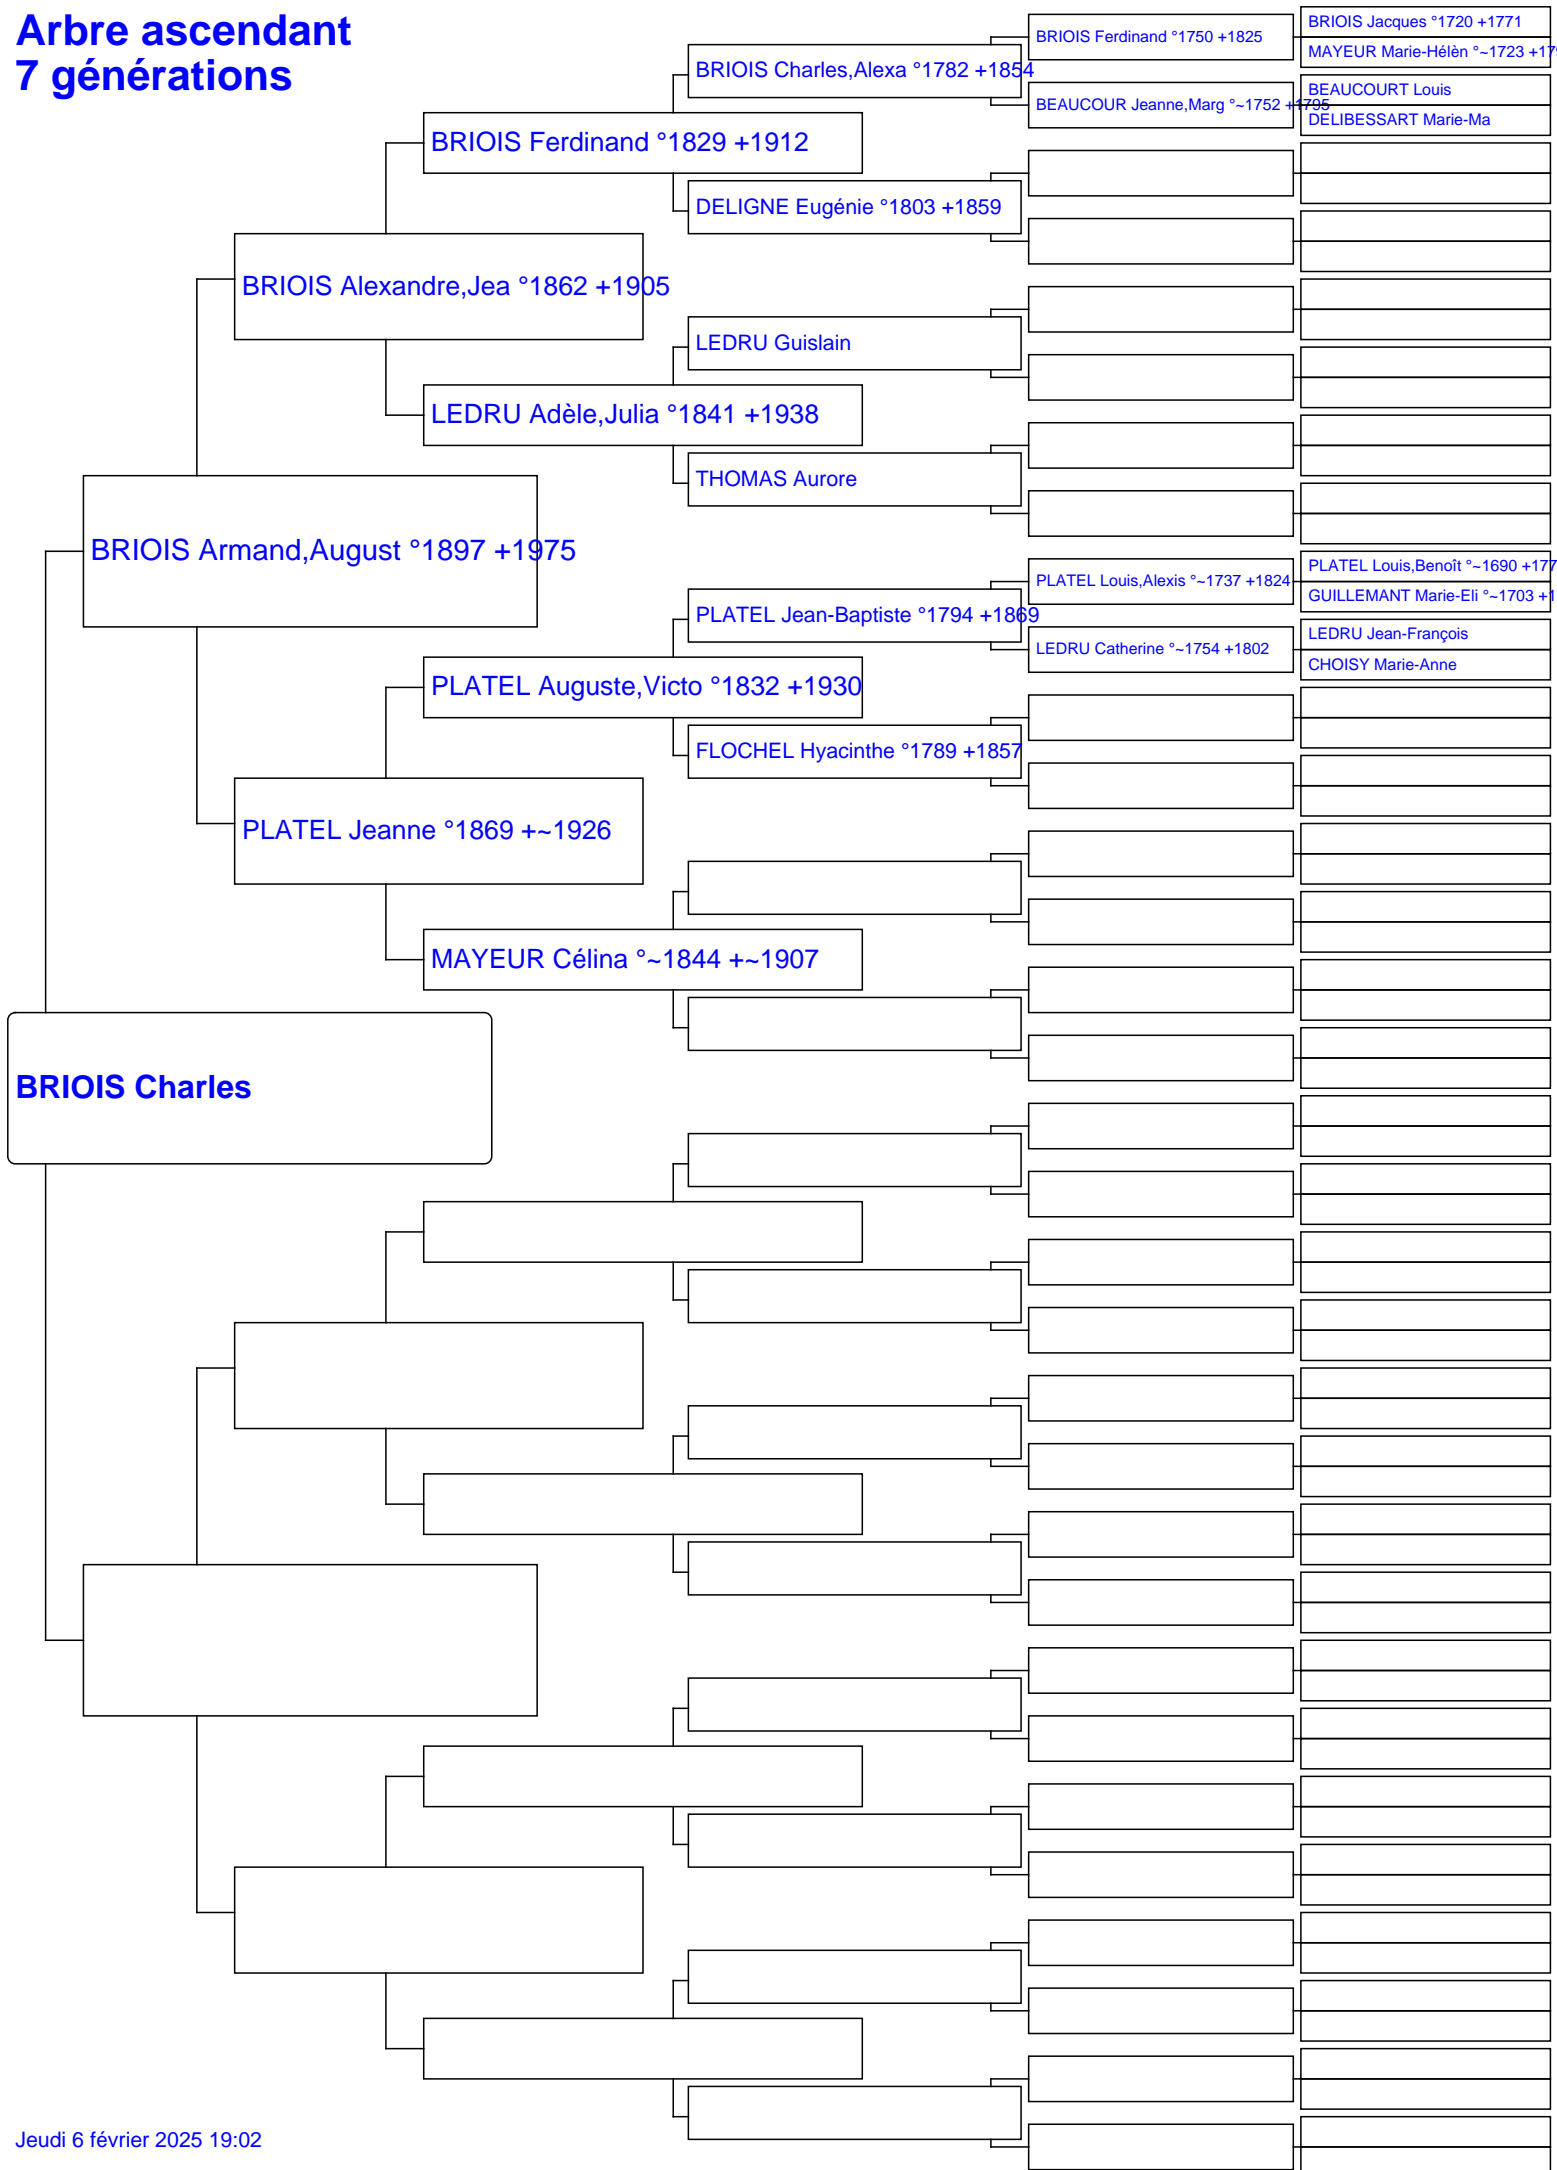 Arbre ascendant
7 générations
BRIOIS Jacques °1720 +1771
BRIOIS Ferdinand °1750 +1825
MAYEUR Marie-Hélèn °~1723 +179
BRIOIS Charles,Alexa °1782 +1854
BEAUCOURT Louis
BEAUCOUR Jeanne,Marg °~1752 +1795
DELIBESSART Marie-Ma
BRIOIS Ferdinand °1829 +1912
DELIGNE Eugénie °1803 +1859
BRIOIS Alexandre,Jea °1862 +1905
LEDRU Guislain
LEDRU Adèle,Julia °1841 +1938
THOMAS Aurore
BRIOIS Armand,August °1897 +1975
PLATEL Louis,Benoît °~1690 +177
PLATEL Louis,Alexis °~1737 +1824
GUILLEMANT Marie-Eli °~1703 +1
PLATEL Jean-Baptiste °1794 +1869
LEDRU Jean-François
LEDRU Catherine °~1754 +1802
CHOISY Marie-Anne
PLATEL Auguste,Victo °1832 +1930
FLOCHEL Hyacinthe °1789 +1857
PLATEL Jeanne °1869 +~1926
MAYEUR Célina °~1844 +~1907
BRIOIS Charles
Jeudi 6 février 2025 19:02